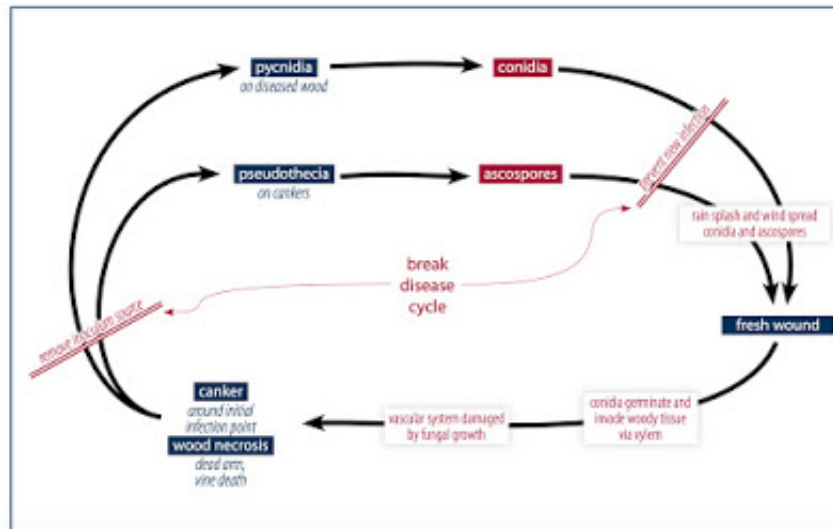 pycnidia
on diseased wood
conidia
prevent new infection
pseudothecia
on cankers
ascospores
rain splash and wind spread
conidia and ascospores
break
disease
cycle
remove inoculum source
fresh wound
canker
around initial
infection point
wood necrosis
dead arm,
vine death
vascular system damaged
by fungal growth
conidia germinate and
invade woody tissue
via xylem